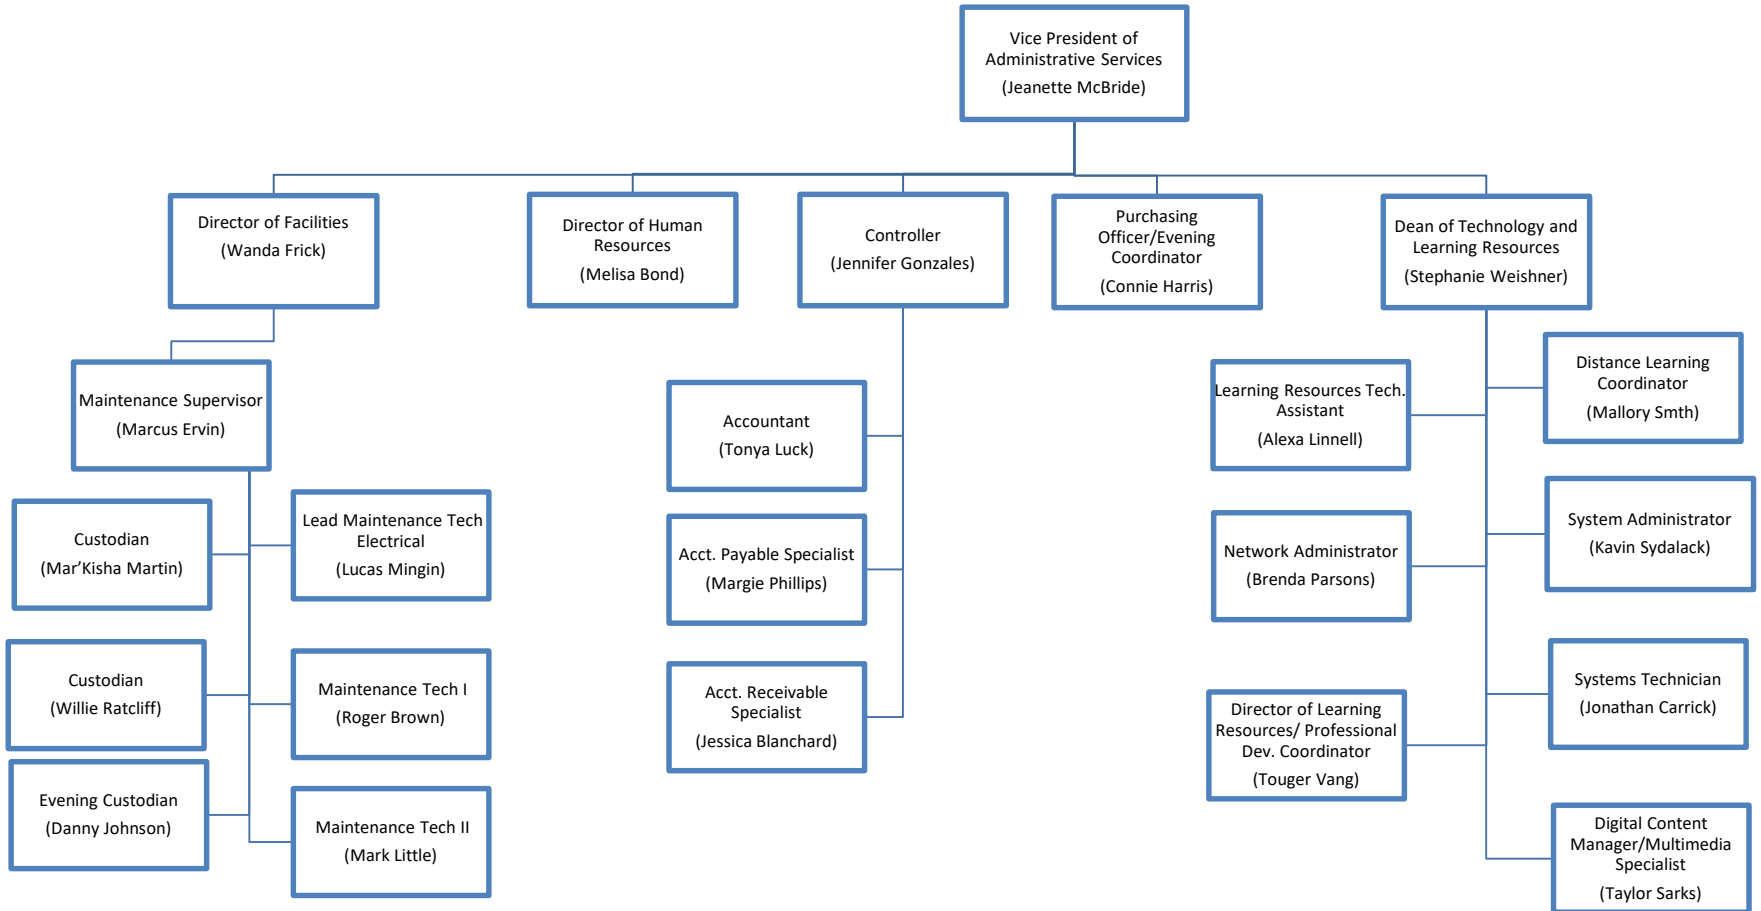 Vice President of
Administrative Services
(Jeanette McBride)
Director of Facilities
(Wanda Frick)
Director of Human
Resources
(Melisa Bond)
Controller
(Jennifer Gonzales)
Purchasing
Officer/Evening
Coordinator
(Connie Harris)
Dean of Technology and
Learning Resources
(Stephanie Weishner)
Maintenance Supervisor
(Marcus Ervin)
Custodian
(Mar’Kisha Martin)
Lead Maintenance Tech
Electrical
(Lucas Mingin)
Custodian
(Willie Ratcliff)
Maintenance Tech I
(Roger Brown)
Evening Custodian
(Danny Johnson)
Maintenance Tech II
(Mark Little)
Accountant
(Tonya Luck)
Acct. Payable Specialist
(Margie Phillips)
Acct. Receivable
Specialist
(Jessica Blanchard)
Learning Resources Tech.
Assistant
(Alexa Linnell)
Distance Learning
Coordinator
(Mallory Smth)
Network Administrator
(Brenda Parsons)
System Administrator
(Kavin Sydalack)
Director of Learning
Resources/ Professional
Dev. Coordinator
(Touger Vang)
Systems Technician
(Jonathan Carrick)
Digital Content
Manager/Multimedia
Specialist
(Taylor Sarks)